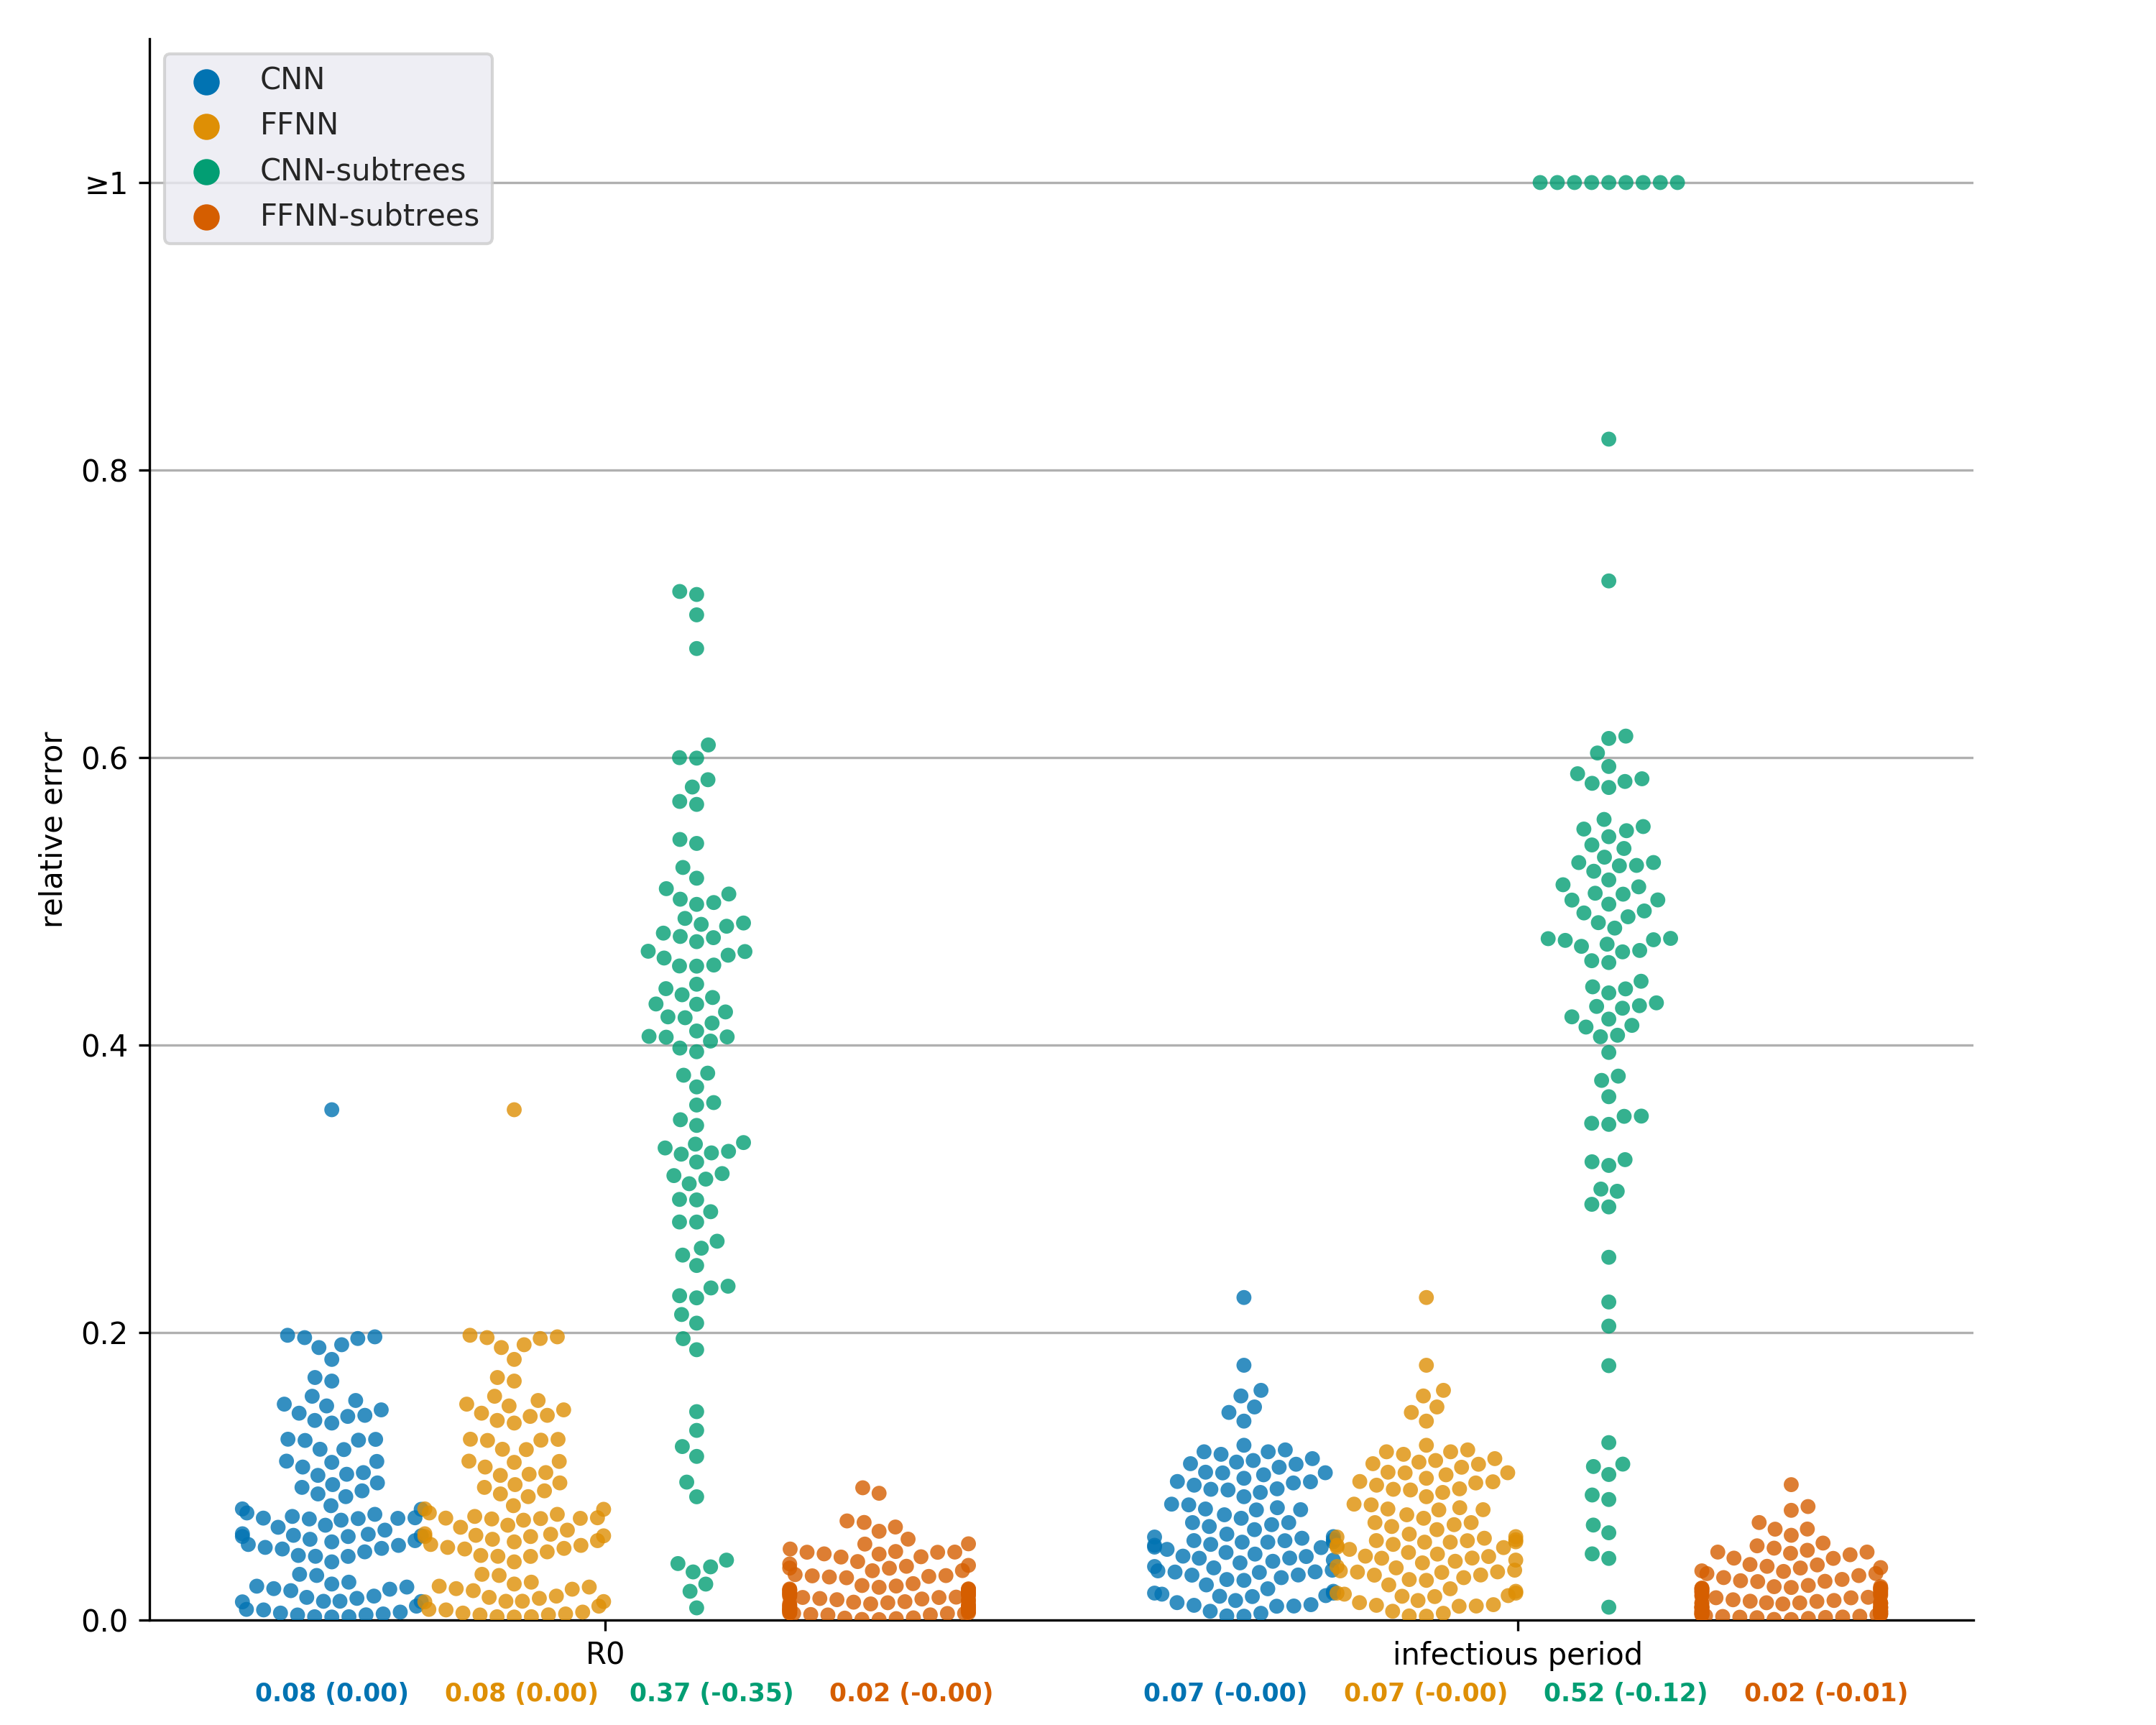 CNN
FFNN
CNN-subtrees
FFNN-subtrees
≥1
0.8
0.6
0.4
0.2
0.0
relative error
R0 infectious period
0.08 (0.00) 0.08 (0.00) 0.37 (-0.35) 0.02 (-0.00) 0.07 (-0.00) 0.07 (-0.00) 0.52 (-0.12) 0.02 (-0.01)